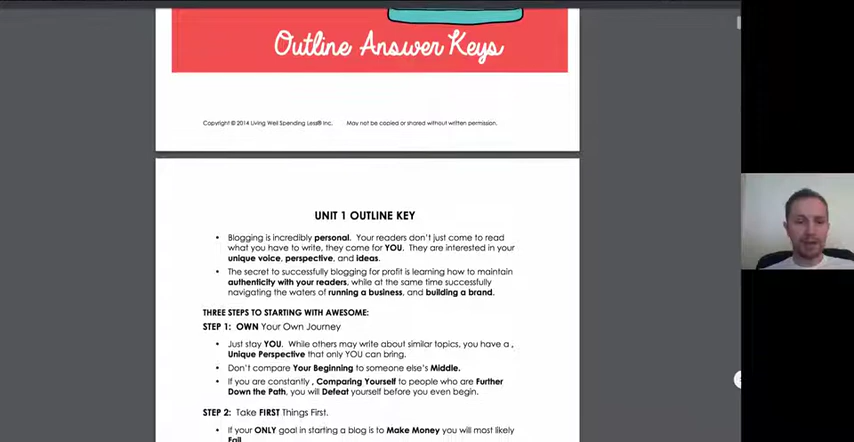 Outline Answer Keys
Copyright © 2014 Living Well Spending Less® Inc. May not be copied or shared without written permission.
UNIT 1 OUTLINE KEY
• Blogging is incredibly personal. Your readers don't just come to read
what you have to write, they come for YOU. They are interested in your
unique voice, perspective, and ideas.
• The secret to successfully blogging for profit is learning how to maintain
authenticity with your readers, while at the same time successfully
navigating the waters of running a business, and building a brand.
THREE STEPS TO STARTING WITH AWESOME:
STEP 1: OWN Your Own Journey
• Just stay YOU. While others may write about similar topics, you have a .
Unique Perspective that only YOU can bring.
• Don't compare Your Beginning to someone else's Middle.
• If you are constantly , Comparing Yourself to people who are Further
Down the Path, you will Defeat yourself before you even begin.
STEP 2: Take FIRST Things First.
• If your ONLY goal in starting a blog is to Make Money you will most likely
Fail